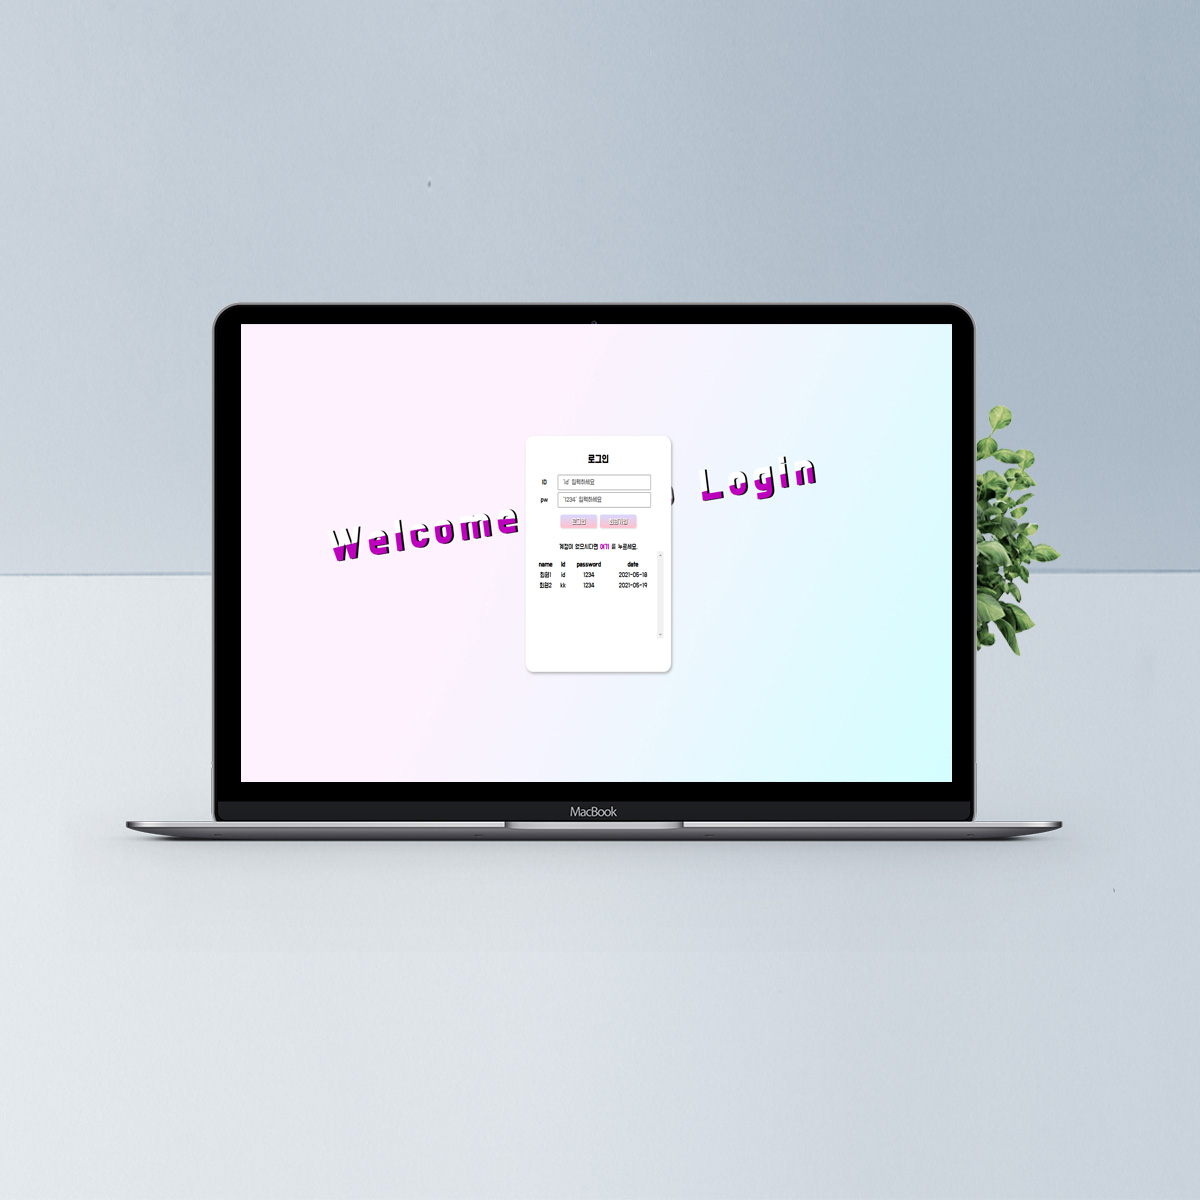 Welcome
Login
로그인
ID 'id' 입력하세요
pw '1234' 입력하세요
로그인 회원가입
계정이 없으시다면 여기 를 누르세요.
name id password date
회원1 id 1234 2021-05-18
회원2 kk 1234 2021-05-19
MacBook